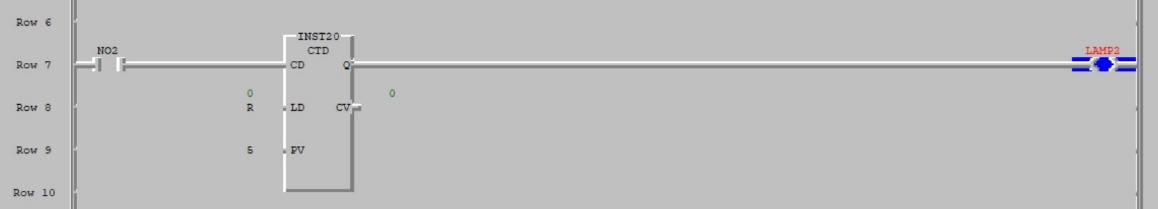 Row 6
INST20
NO2 CTD LAMP2
Row 7 CD Q
0 0
Row 8 R LD CV
Row 9 5 PV
Row 10